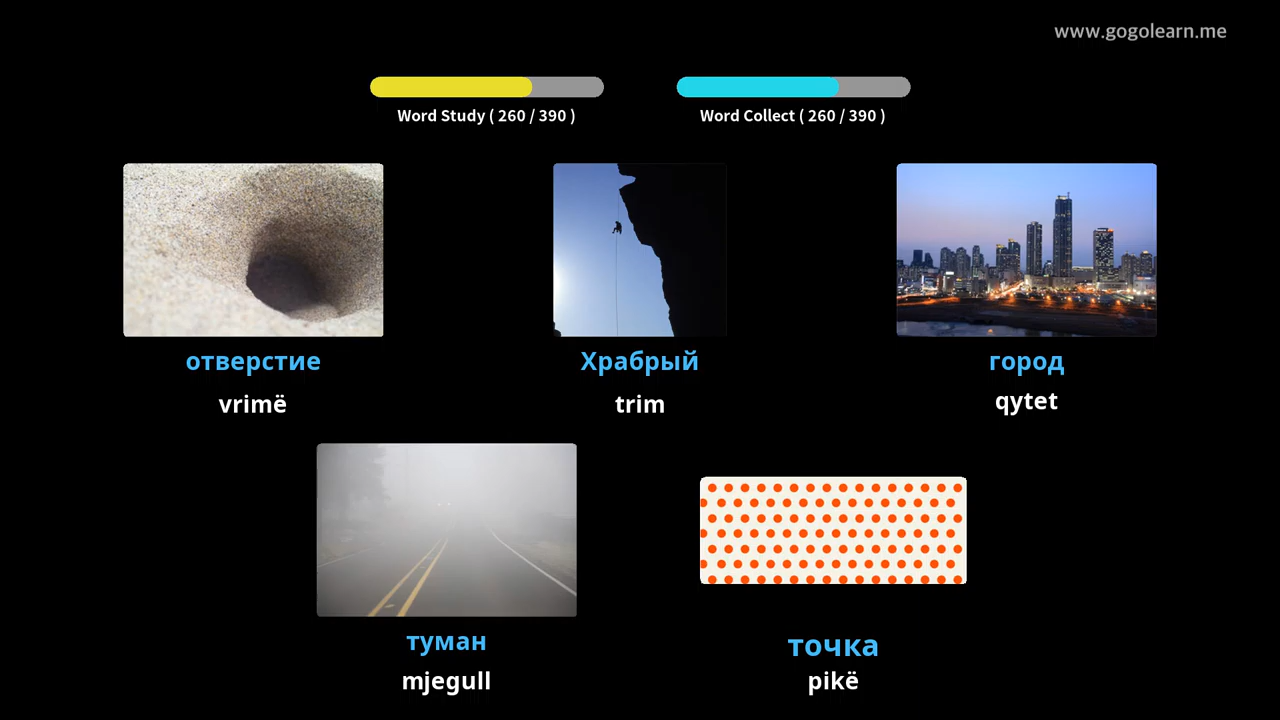 www.gogolearn.me
Word Study ( 260 / 390 )
Word Collect ( 260 / 390 )
отверстие
Храбрый
город
vrimë
trim
qytet
туман
точка
mjegull
pikë